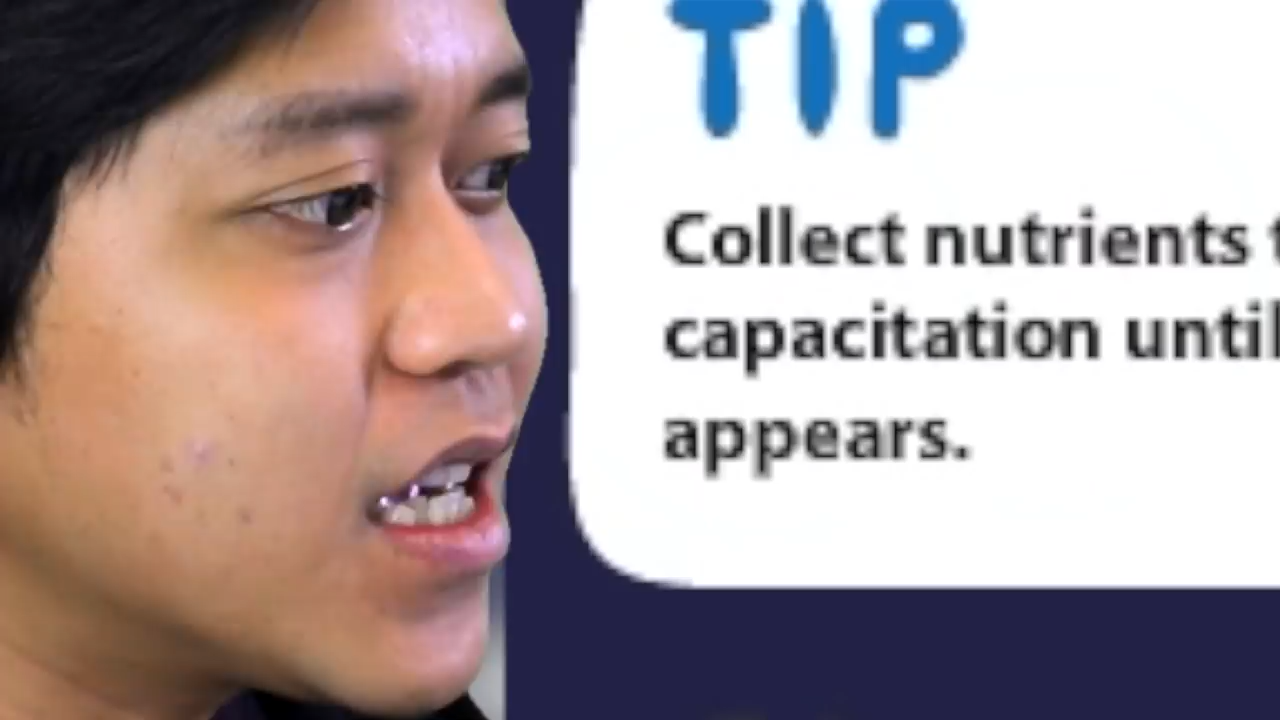 TIP
Collect nutrients
capacitation until
appears.